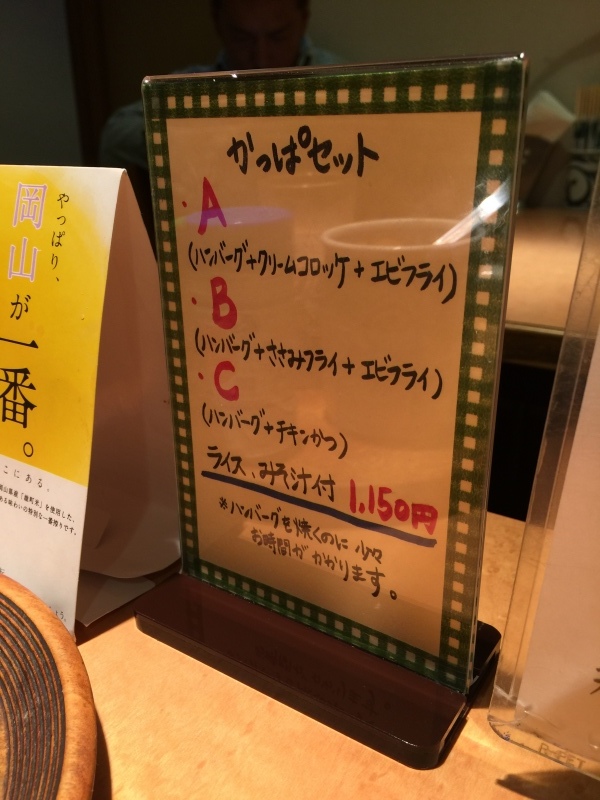 かっぱセット
・A
(ハンバーグ+クリームコロッケ+エビフライ)
・B
(ハンバーグ+ささみフライ+エビフライ)
・C
(ハンバーグ+チキンかつ)
ライス、みそ汁付 1,150円
※ハンバーグを焼くのに少々
お時間がかかります。
やっぱり、
岡山が一番。